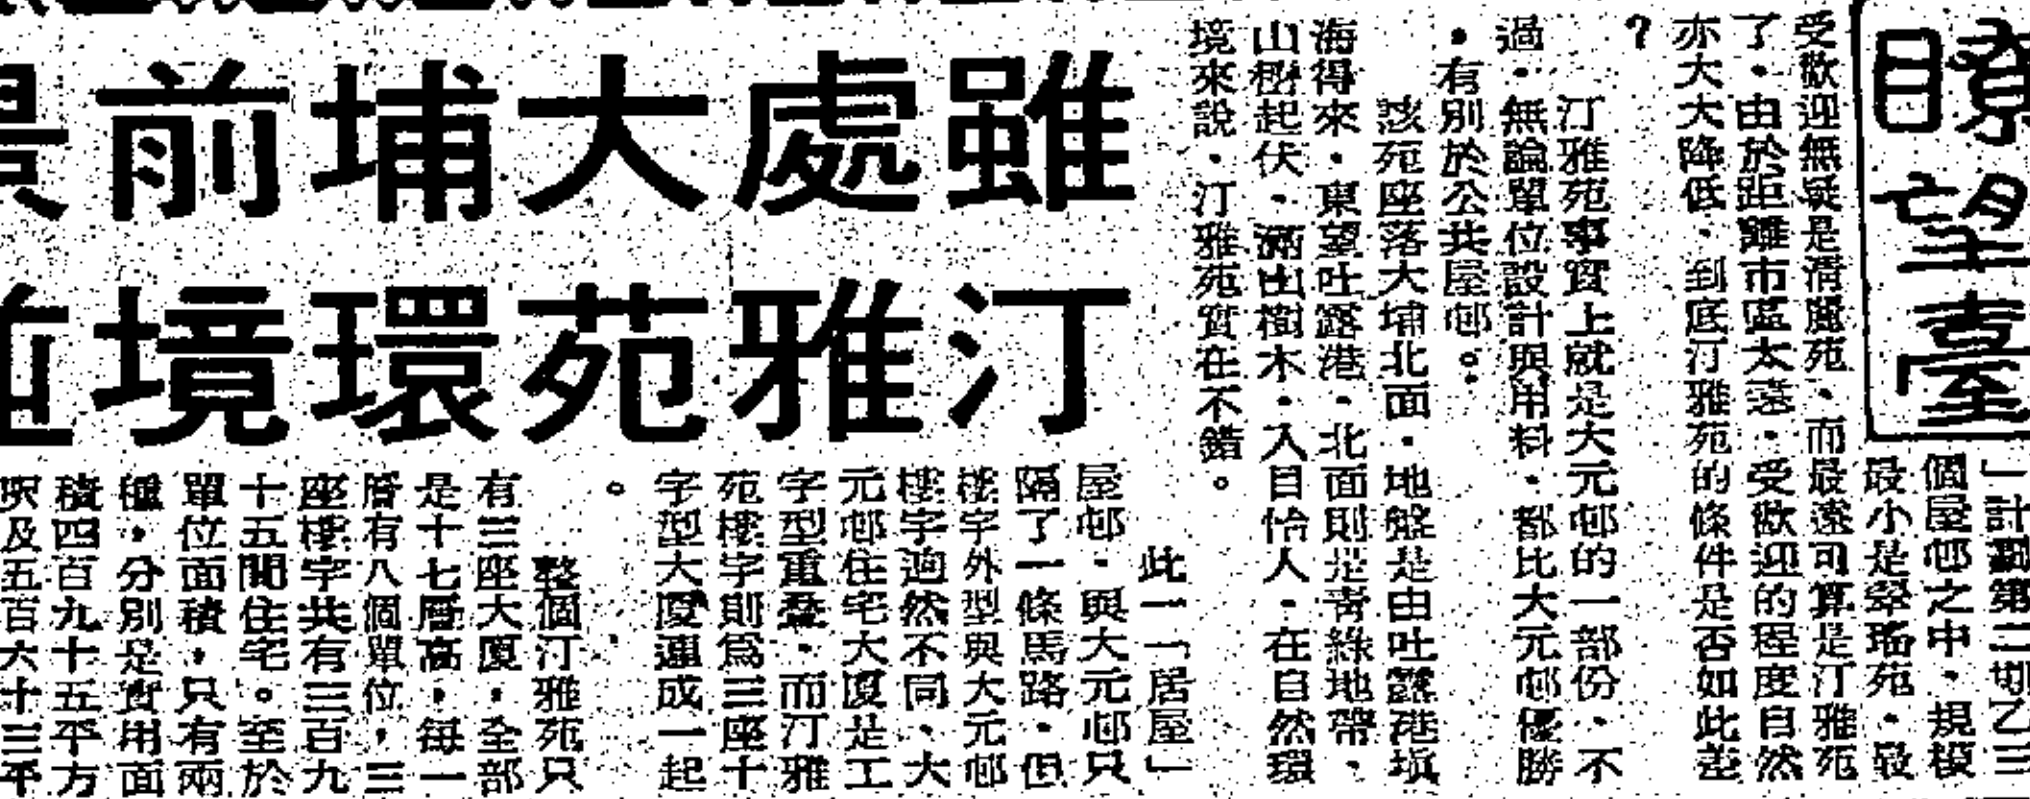 瞭望臺
雖處大埔前景
汀雅苑環境並
」計劃第二期乙三
個屋邨之中，規模
最小是翠瑤苑，最
受歡迎無疑是清麗苑、而最遠可算是汀雅苑
了，由於距離市區太遠，受歡迎的程度自然
亦大大降低，到底汀雅苑的條件是否如此差
？
汀雅苑事實上就是大元邨的一部份、不
過，無論單位設計與用料，都比大元邨優勝
，有別於公共屋邨。
該苑座落大埔北面，地盤是由吐露港填
海得來，東望吐露港，北面則是青綠地帶，
山巒起伏，滿山樹木，入目怡人，在自然環
境來說，汀雅苑實在不錯。
此一「居屋」
屋邨，與大元邨只
隔了一條馬路，但
樓宇外型與大元邨
樓宇迥然不同、大
元邨住宅大廈是工
字型重叠，而汀雅
苑樓宇則為三座十
字型大廈連成一起
。
整個汀雅苑只
有三座大廈，全部
是十七層高，每一
層有八個單位，三
座樓宇共有三百九
十五間住宅。至於
單位面積，只有兩
種，分別是實用面
積四百九十五平方
呎及五百六十三平